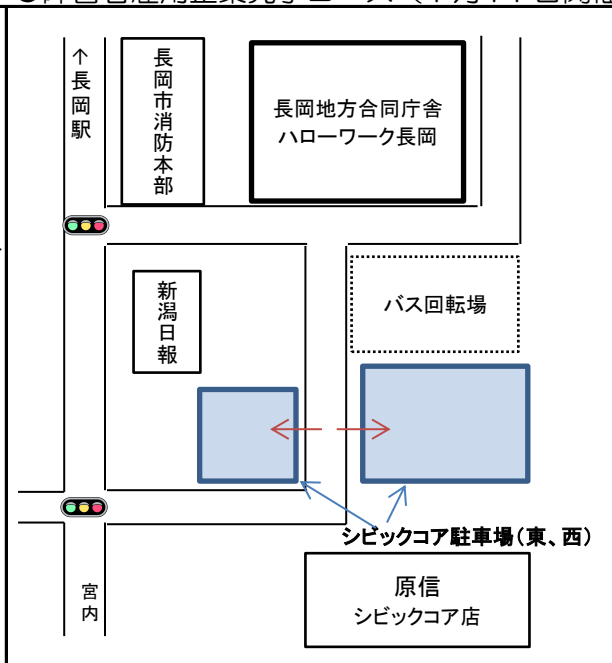 ↑長岡駅
長岡市消防本部
長岡地方合同庁舎
ハローワーク長岡
新潟日報
バス回転場
シビックコア駐車場(東、西)
宮内
原信
シビックコア店